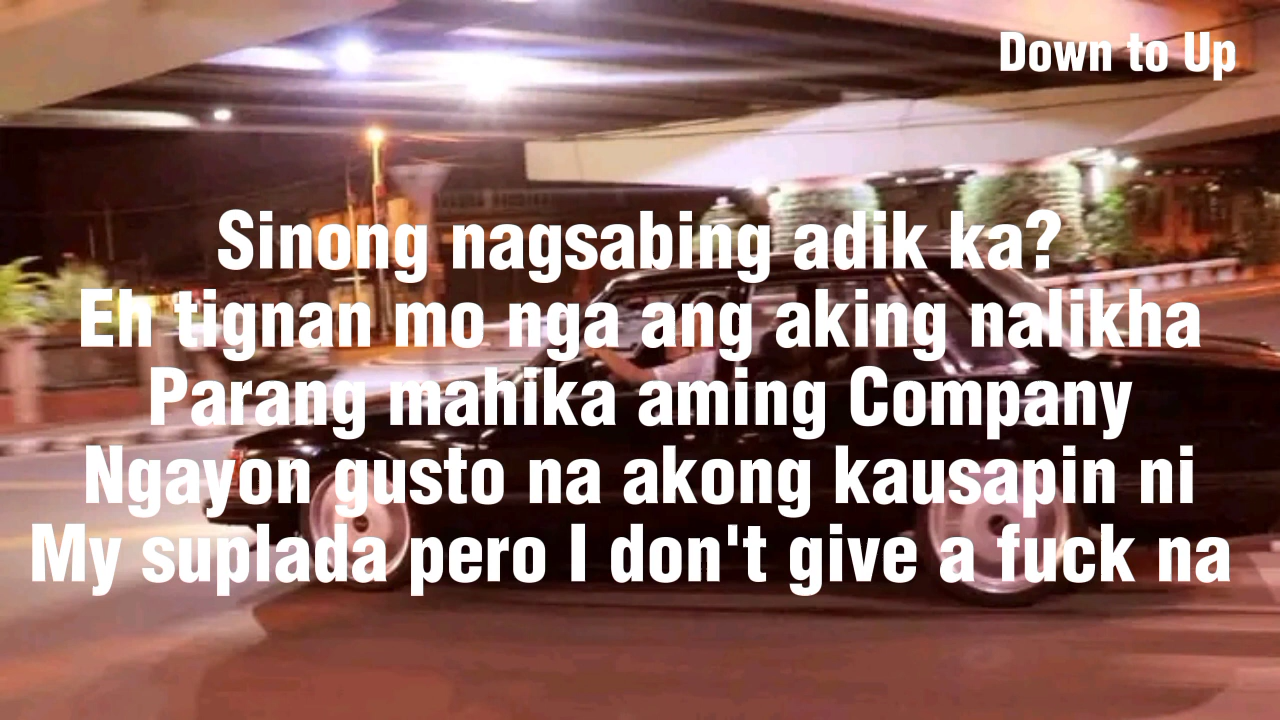 Down to Up
Sinong nagsabing adik ka?
Eh tignan mo nga ang aking nalikha
Parang mahika aming Company
Ngayon gusto na akong kausapin ni
My suplada pero I don't give a fuck na